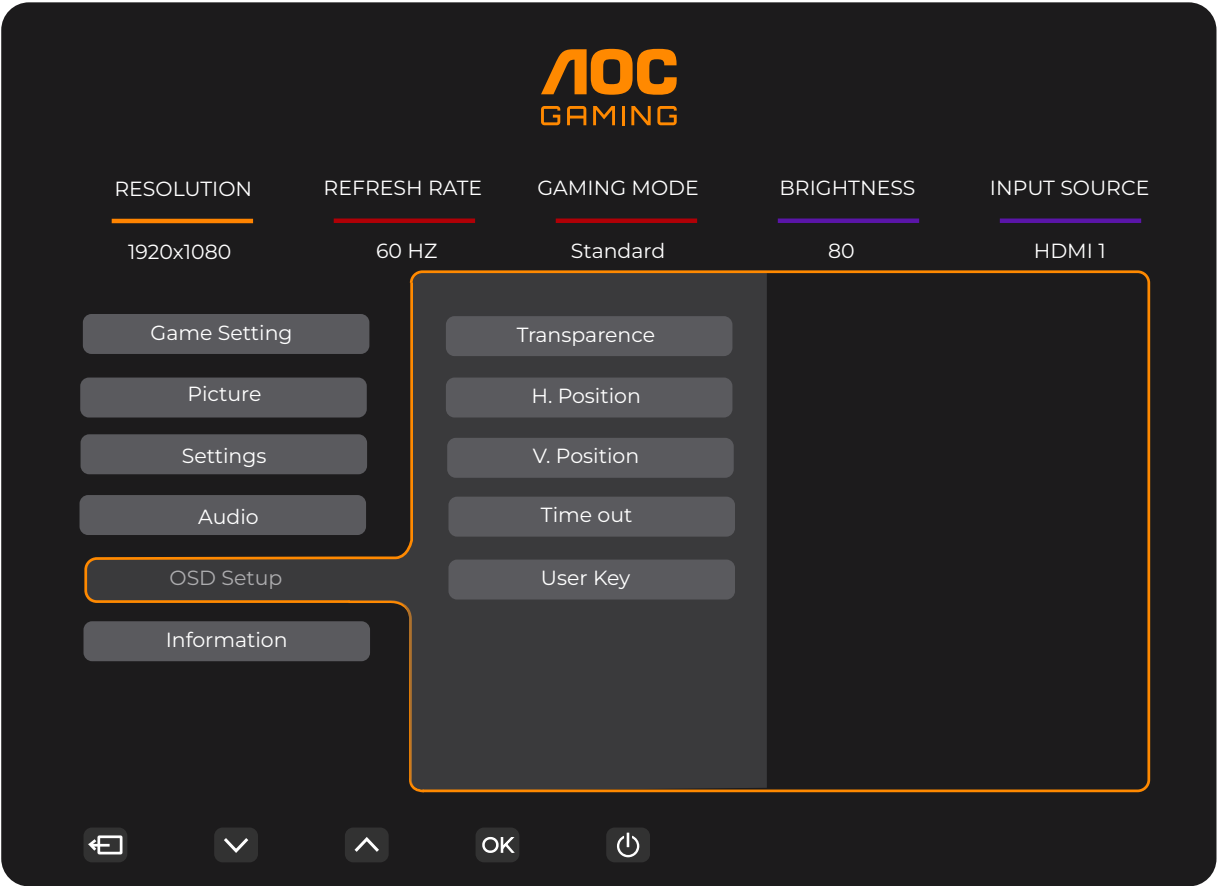 AOC
GAMING
RESOLUTION REFRESH RATE GAMING MODE BRIGHTNESS INPUT SOURCE
1920x1080 60 HZ Standard 80 HDMI 1
Game Setting Transparence
Picture H. Position
Settings V. Position
Audio Time out
OSD Setup User Key
Information
OK